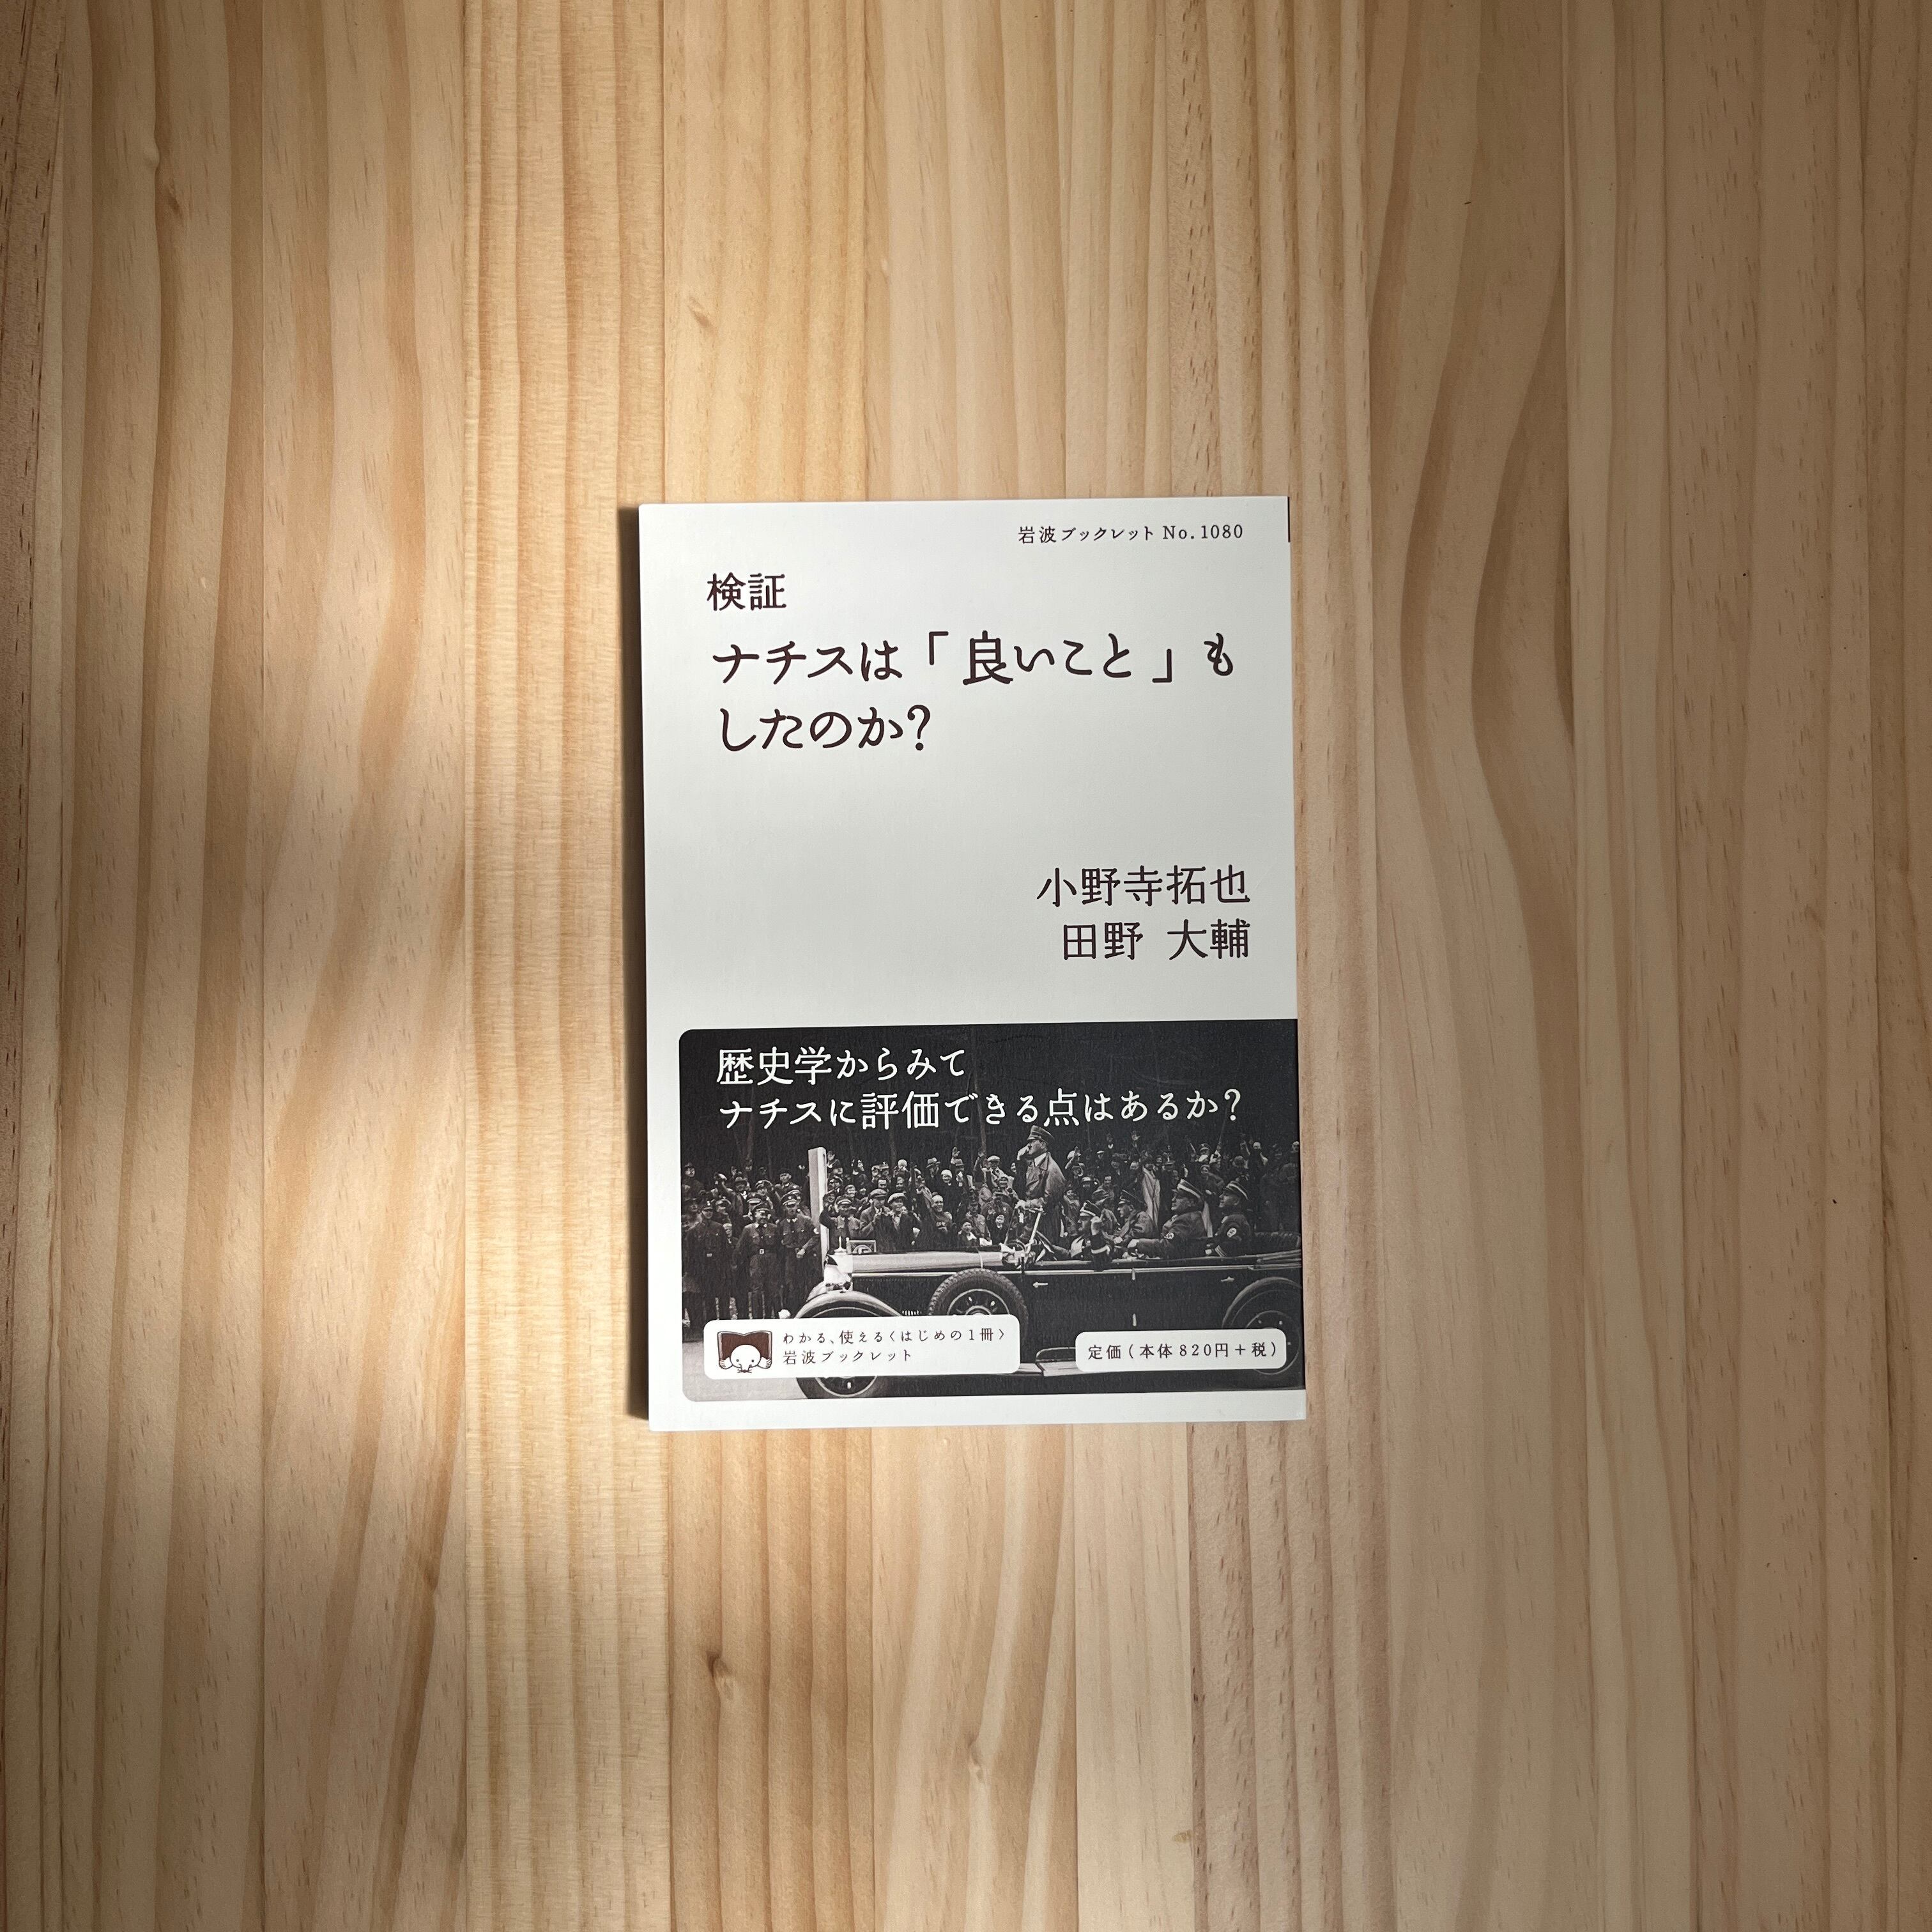 岩波ブックレット No.1080
検証
ナチスは「良いこと」も
したのか?
小野寺拓也
田野 大輔
歴史学からみて
ナチスに評価できる点はあるか?
わかる、使える〈はじめの1冊〉
岩波ブックレット
定価(本体820円+税)